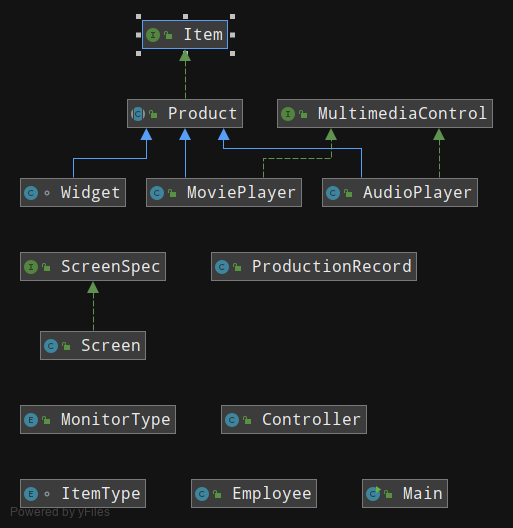 Item
Product
MultimediaControl
Widget
MoviePlayer
AudioPlayer
ScreenSpec
ProductionRecord
Screen
MonitorType
Controller
ItemType
Employee
Main
Powered by yFiles